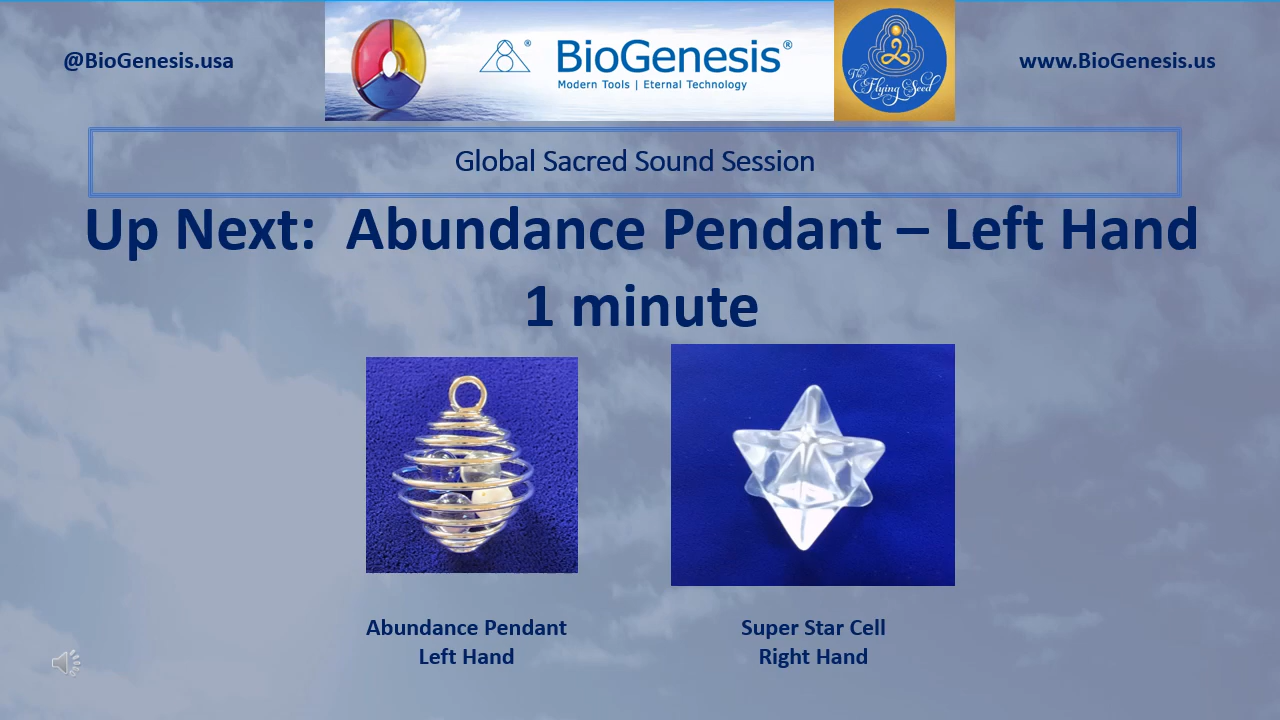 @BioGenesis.usa
BioGenesis®
Modern Tools | Eternal Technology
The Flying Seed
www.BioGenesis.us
Global Sacred Sound Session
Up Next: Abundance Pendant – Left Hand
1 minute
Abundance Pendant
Left Hand
Super Star Cell
Right Hand